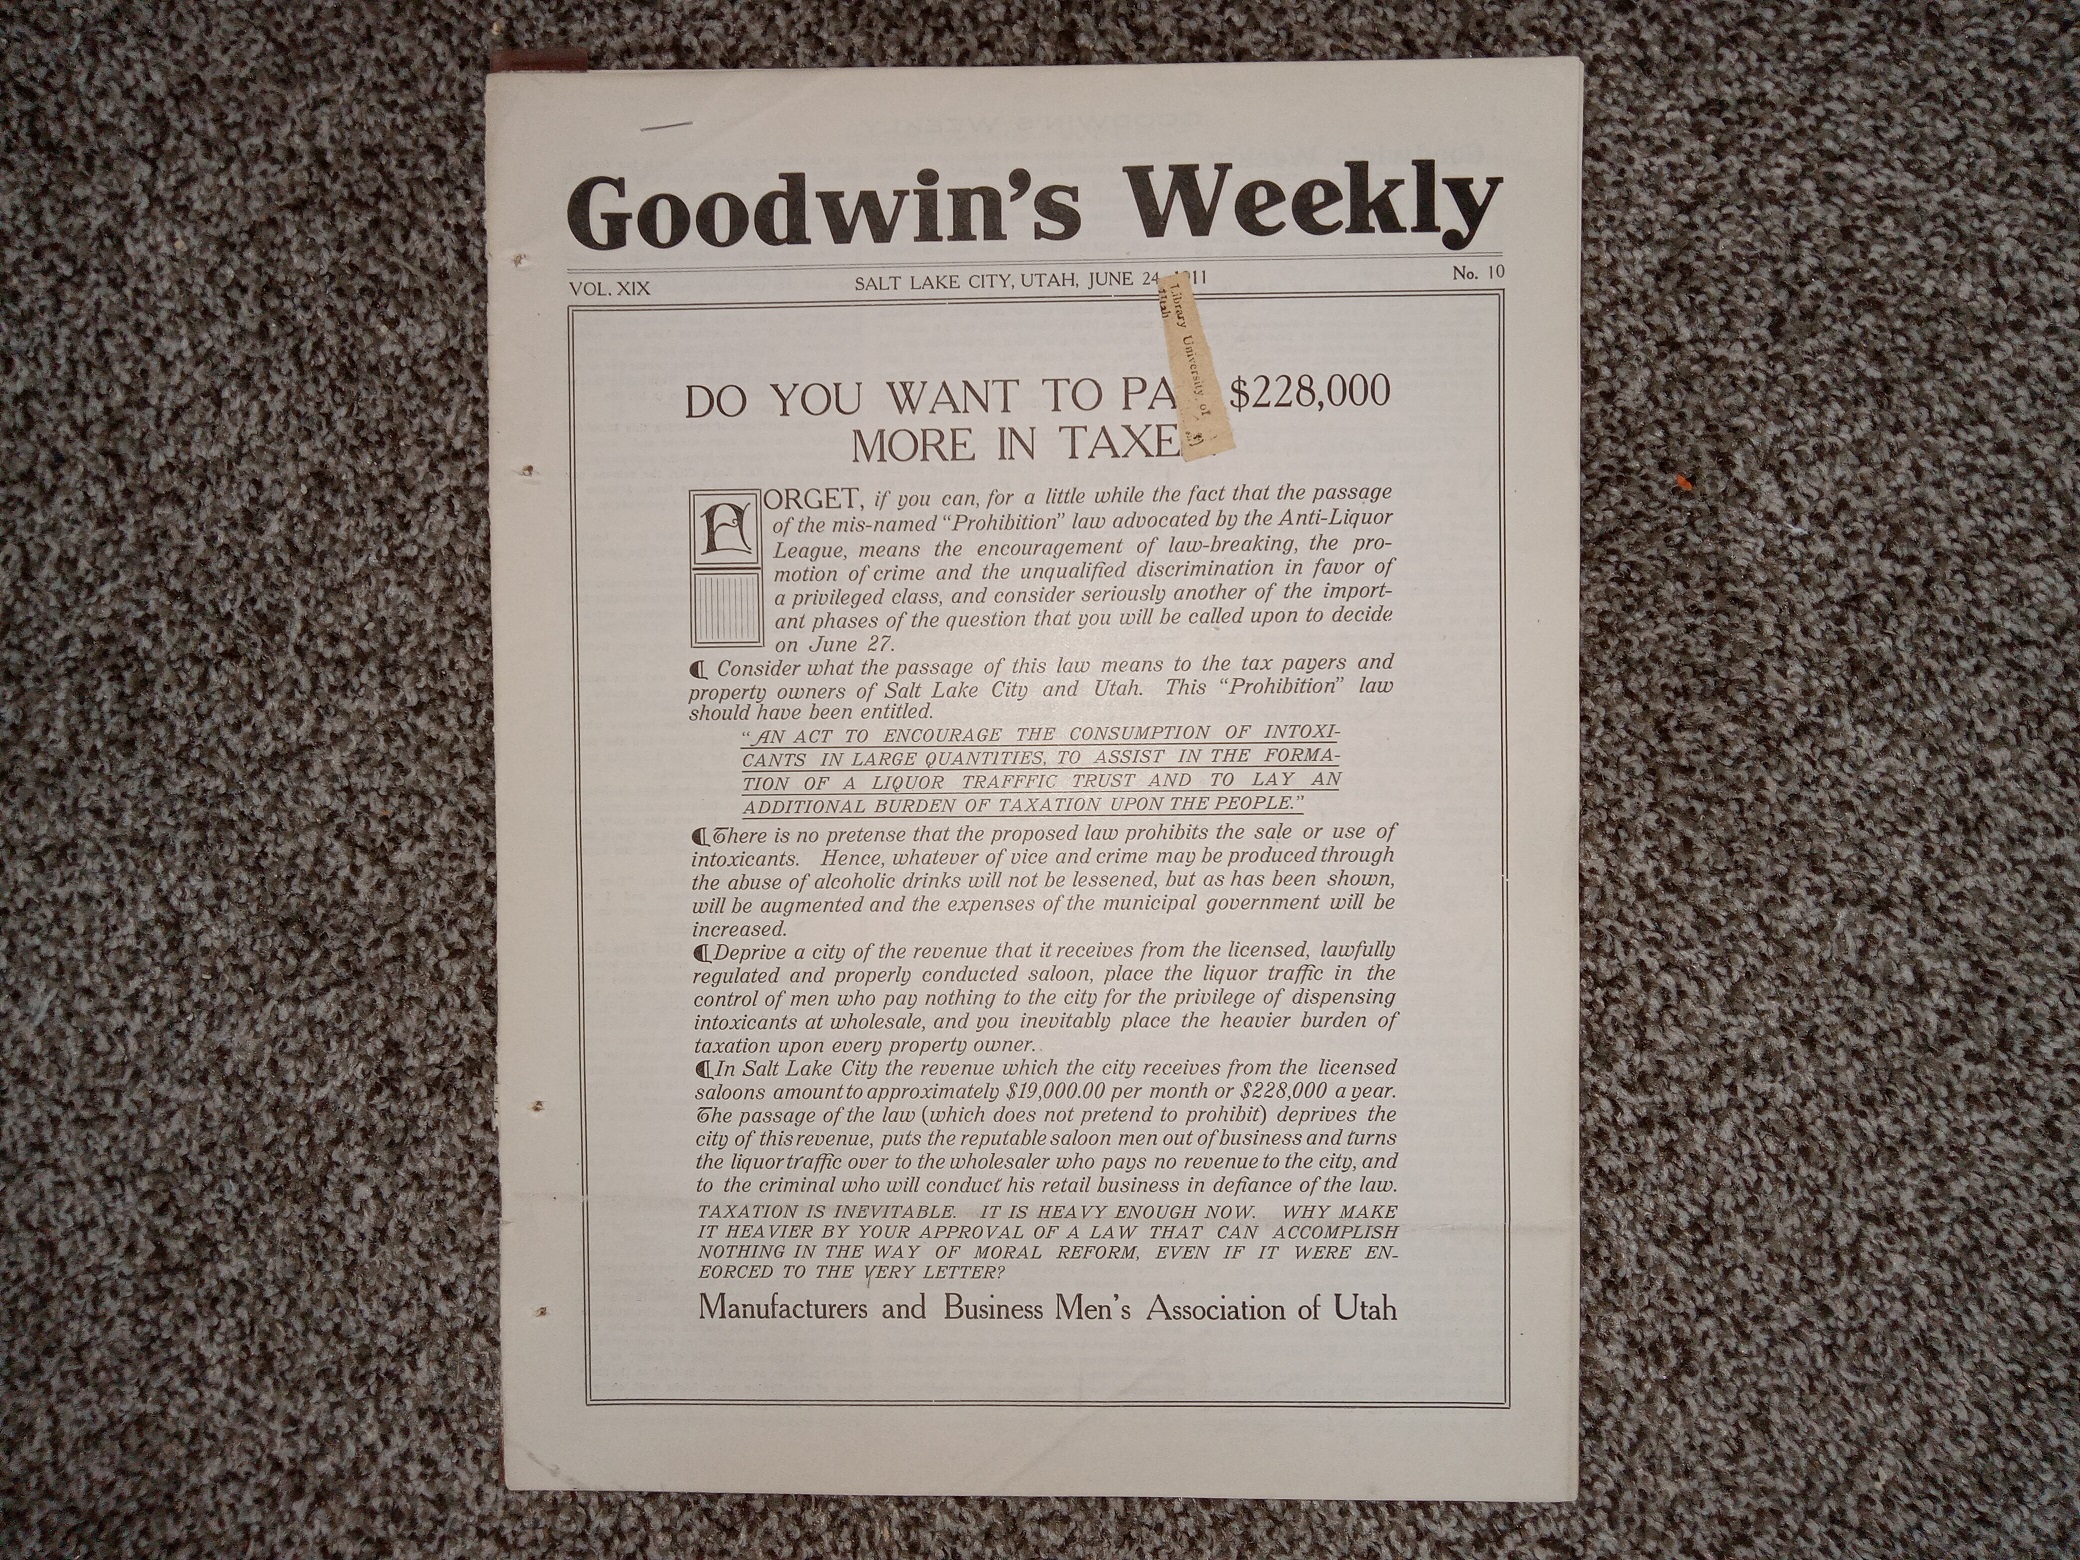 Goodwin's Weekly
VOL. XIX SALT LAKE CITY, UTAH, JUNE 24, 1911 No. 10
Library University of
Utah
DO YOU WANT TO PA $228,000
MORE IN TAXE
FORGET, if you can, for a little while the fact that the passage
of the mis-named “Prohibition” law advocated by the Anti-Liquor
League, means the encouragement of law-breaking, the pro-
motion of crime and the unqualified discrimination in favor of
a privileged class, and consider seriously another of the import-
ant phases of the question that you will be called upon to decide
on June 27.
¶ Consider what the passage of this law means to the tax payers and
property owners of Salt Lake City and Utah. This “Prohibition” law
should have been entitled.
“AN ACT TO ENCOURAGE THE CONSUMPTION OF INTOXI-
CANTS IN LARGE QUANTITIES, TO ASSIST IN THE FORMA-
TION OF A LIQUOR TRAFFFIC TRUST AND TO LAY AN
ADDITIONAL BURDEN OF TAXATION UPON THE PEOPLE.”
¶ There is no pretense that the proposed law prohibits the sale or use of
intoxicants. Hence, whatever of vice and crime may be produced through
the abuse of alcoholic drinks will not be lessened, but as has been shown,
will be augmented and the expenses of the municipal government will be
increased.
¶ Deprive a city of the revenue that it receives from the licensed, lawfully
regulated and properly conducted saloon, place the liquor traffic in the
control of men who pay nothing to the city for the privilege of dispensing
intoxicants at wholesale, and you inevitably place the heavier burden of
taxation upon every property owner.
¶ In Salt Lake City the revenue which the city receives from the licensed
saloons amount to approximately $19,000.00 per month or $228,000 a year.
The passage of the law (which does not pretend to prohibit) deprives the
city of this revenue, puts the reputable saloon men out of business and turns
the liquor traffic over to the wholesaler who pays no revenue to the city, and
to the criminal who will conduct his retail business in defiance of the law.
TAXATION IS INEVITABLE. IT IS HEAVY ENOUGH NOW. WHY MAKE
IT HEAVIER BY YOUR APPROVAL OF A LAW THAT CAN ACCOMPLISH
NOTHING IN THE WAY OF MORAL REFORM, EVEN IF IT WERE EN-
EORCED TO THE VERY LETTER?
Manufacturers and Business Men's Association of Utah